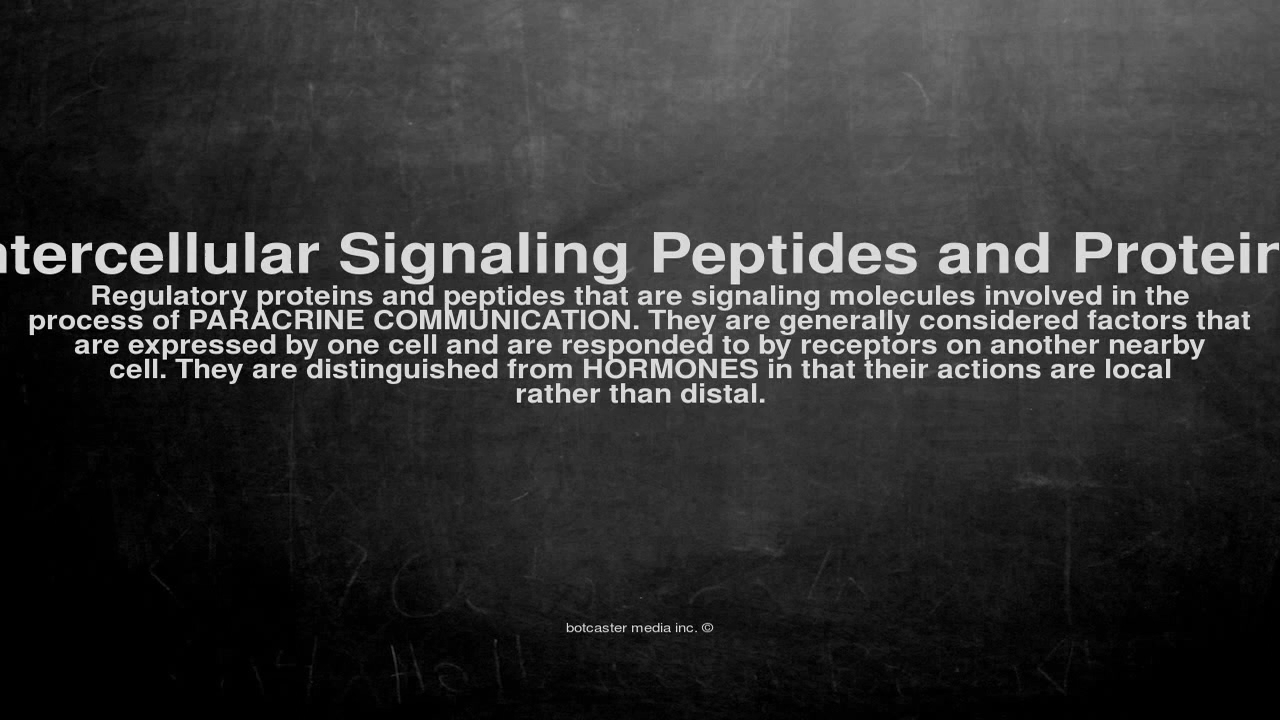 ntercellular Signaling Peptides and Protein
Regulatory proteins and peptides that are signaling molecules involved in the
process of PARACRINE COMMUNICATION. They are generally considered factors that
are expressed by one cell and are responded to by receptors on another nearby
cell. They are distinguished from HORMONES in that their actions are local
rather than distal.
botcaster media inc. ©